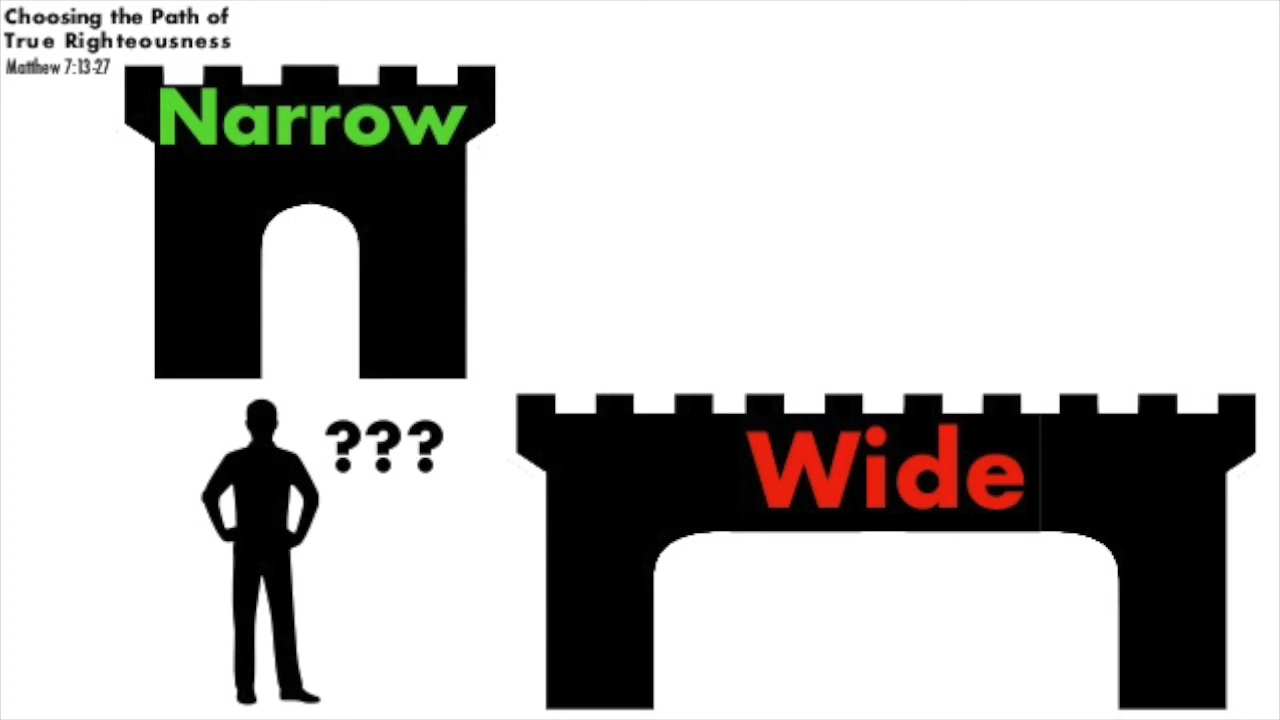 Choosing the Path of
True Righteousness
Matthew 7:13-27
Narrow
???
Wide